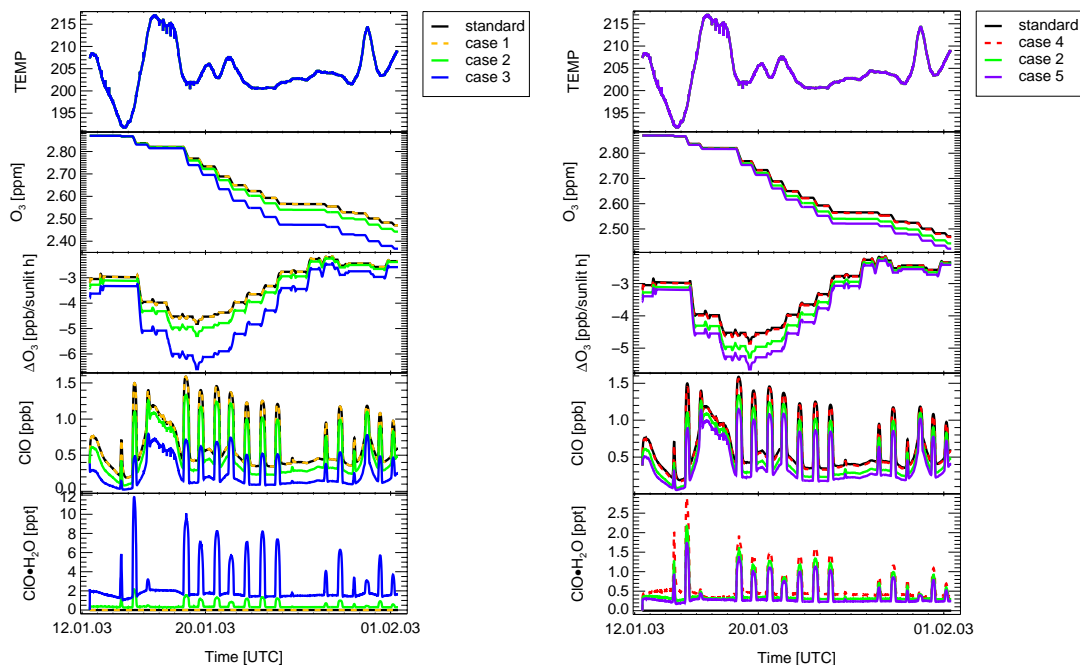 TEMP
215
210
205
200
195
O3 [ppm]
2.80
2.70
2.60
2.50
2.40
ΔO3 [ppb/sunlit h]
-3
-4
-5
-6
ClO [ppb]
1.5
1.0
0.5
0.0
ClO•H2O [ppt]
12
10
8
6
4
2
0
12.01.03
20.01.03
01.02.03
Time [UTC]
standard
case 1
case 2
case 3
TEMP
215
210
205
200
195
O3 [ppm]
2.80
2.70
2.60
2.50
ΔO3 [ppb/sunlit h]
-3
-4
-5
ClO [ppb]
1.5
1.0
0.5
ClO•H2O [ppt]
2.5
2.0
1.5
1.0
0.5
0.0
12.01.03
20.01.03
01.02.03
Time [UTC]
standard
case 4
case 2
case 5